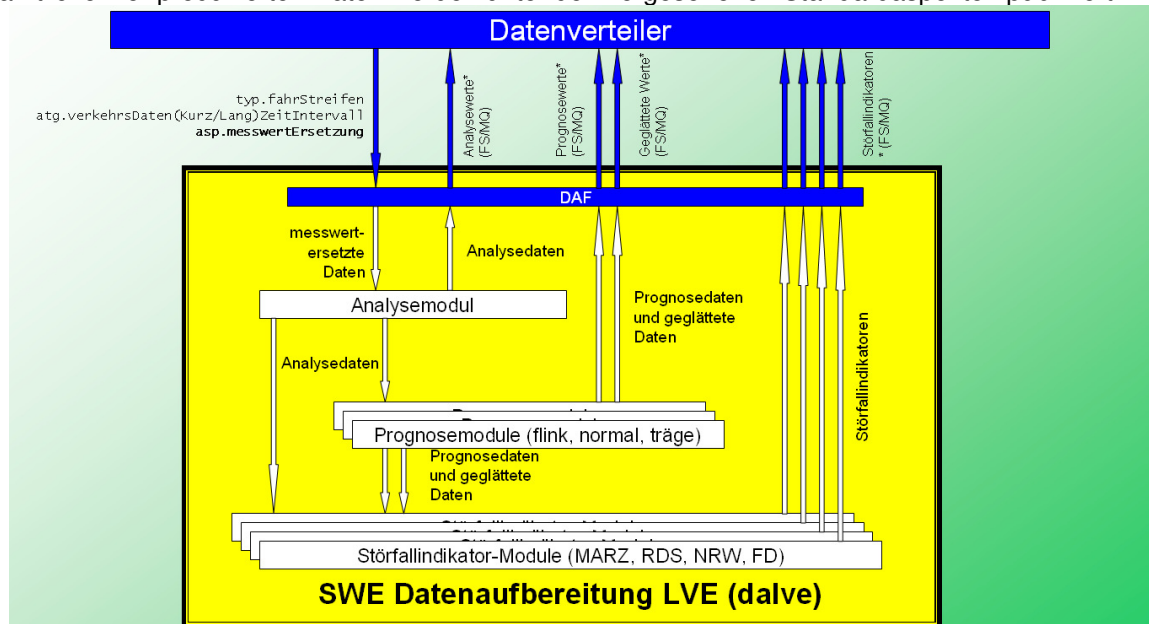 Datenverteiler
typ.fahrStreifen
atg.verkehrsDaten(Kurz/Lang)ZeitIntervall
asp.messwertErsetzung
Analysewerte*
(FS/MQ)
Prognosewerte*
(FS/MQ)
Geglättete Werte*
(FS/MQ)
Störfallindikatoren
* (FS/MQ)
DAF
messwert-
ersetzte
Daten
Analysedaten
Analysemodul
Prognosedaten
und geglättete
Daten
Störfallindikatoren
Analysedaten
Prognosemodule (flink, normal, träge)
Prognosedaten
und geglättete
Daten
Störfallindikator-Module (MARZ, RDS, NRW, FD)
SWE Datenaufbereitung LVE (dalve)